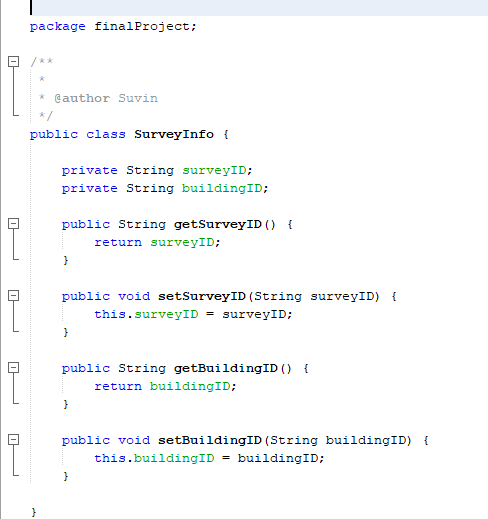 package finalProject;
/**
 *
 * @author Suvin
 */
public class SurveyInfo {
    private String surveyID;
    private String buildingID;
    public String getSurveyID() {
        return surveyID;
    }
    public void setSurveyID(String surveyID) {
        this.surveyID = surveyID;
    }
    public String getBuildingID() {
        return buildingID;
    }
    public void setBuildingID(String buildingID) {
        this.buildingID = buildingID;
    }
}